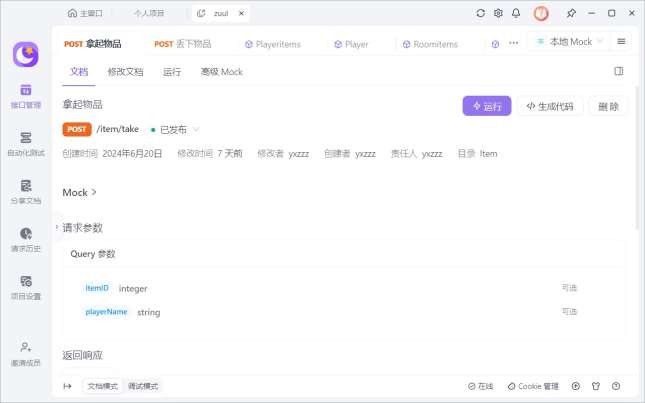 主窗口
个人项目
zuul
POST 拿起物品
POST 丢下物品
Playeritems
Player
Roomitems
本地 Mock
文档
修改文档
运行
高级 Mock
接口管理
自动化测试
分享文档
请求历史
项目设置
邀请成员
拿起物品
运行
生成代码
删 除
POST /item/take 已发布
创建时间 2024年6月20日 修改时间 7 天前 修改者 yxzzz 创建者 yxzzz 责任人 yxzzz 目录 Item
Mock
请求参数
Query 参数
itemID integer 可选
playerName string 可选
返回响应
文档模式 调试模式
在线 Cookie 管理